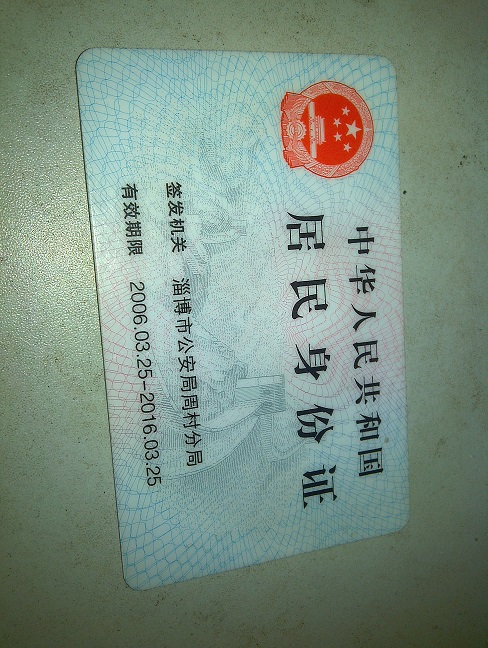 中华人民共和国
居民身份证
签发机关 淄博市公安局周村分局
有效期限 2006.03.25-2016.03.25